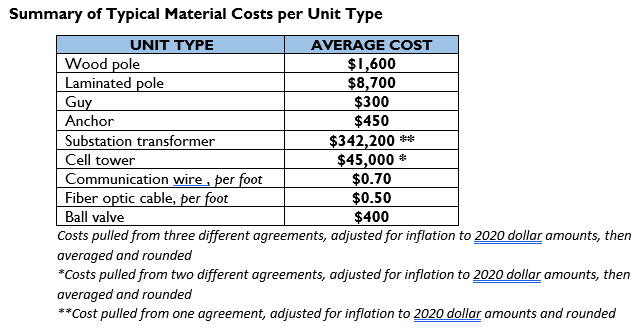 Summary of Typical Material Costs per Unit Type
UNIT TYPE AVERAGE COST
Wood pole $1,600
Laminated pole $8,700
Guy $300
Anchor $450
Substation transformer $342,200 **
Cell tower $45,000 *
Communication wire , per foot $0.70
Fiber optic cable, per foot $0.50
Ball valve $400
Costs pulled from three different agreements, adjusted for inflation to 2020 dollar amounts, then
averaged and rounded
*Costs pulled from two different agreements, adjusted for inflation to 2020 dollar amounts, then
averaged and rounded
**Cost pulled from one agreement, adjusted for inflation to 2020 dollar amounts and rounded